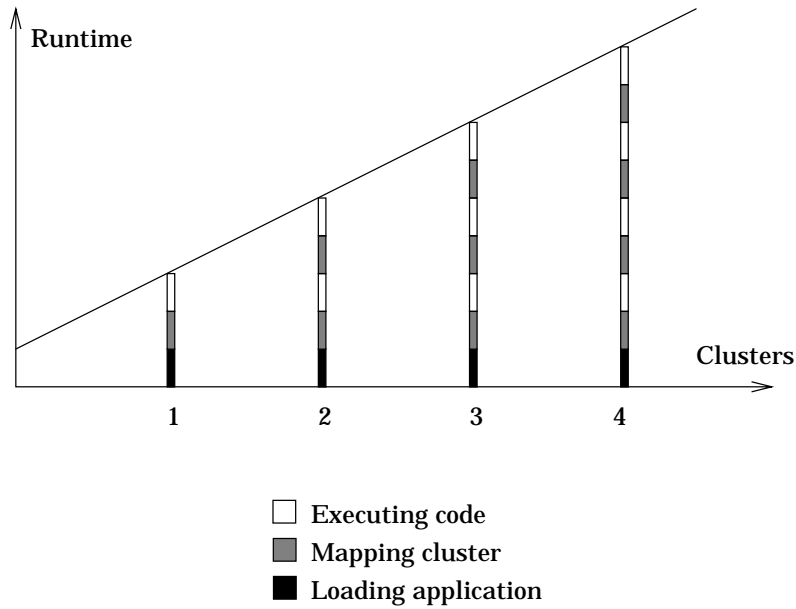 Runtime
Clusters
1 2 3 4
Executing code
Mapping cluster
Loading application